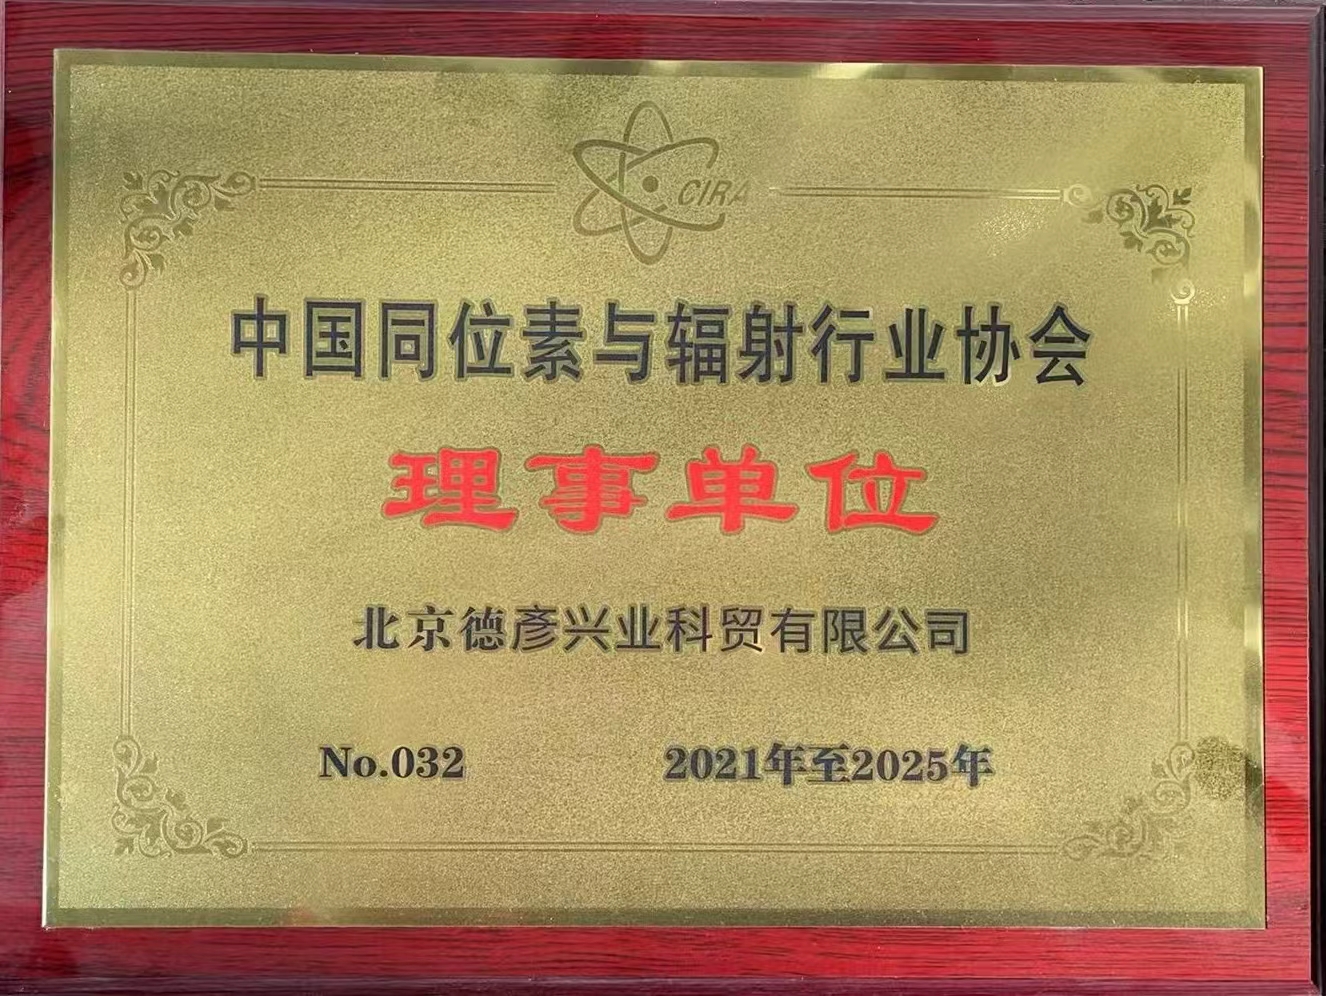 CIRA
中国同位素与辐射行业协会
理事单位
北京德彥兴业科贸有限公司
No.032 2021年至2025年